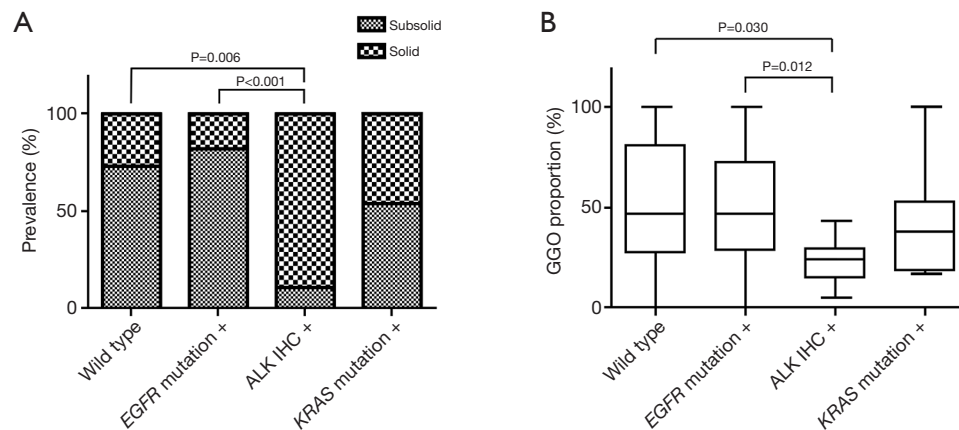 A
Subsolid
Solid
P=0.006
P<0.001
100
50
0
Prevalence (%)
Wild type
EGFR mutation +
ALK IHC +
KRAS mutation +
B
P=0.030
P=0.012
100
50
0
GGO proportion (%)
Wild type
EGFR mutation +
ALK IHC +
KRAS mutation +